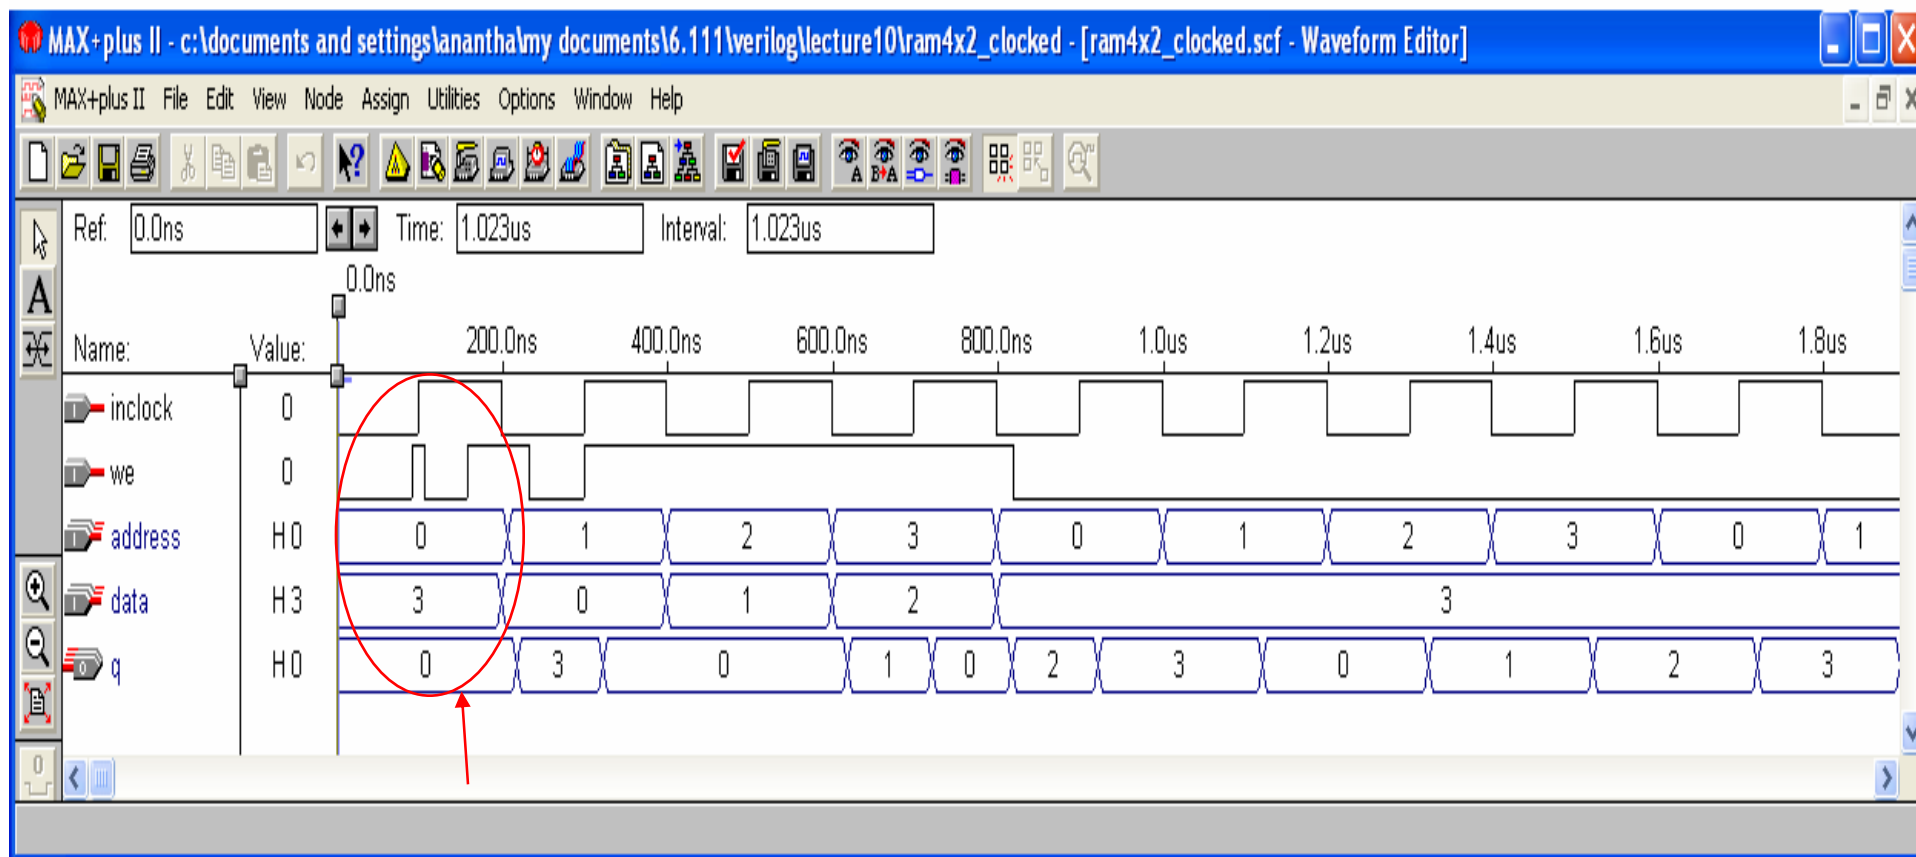 MAX+plus II - c:\documents and settings\anantha\my documents\6.111\verilog\lecture10\ram4x2_clocked - [ram4x2_clocked.scf - Waveform Editor]
MAX+plus II File Edit View Node Assign Utilities Options Window Help
A B▸A
Ref: 0.0ns Time: 1.023us Interval: 1.023us
A
0.0ns
Name: Value: 200.0ns 400.0ns 600.0ns 800.0ns 1.0us 1.2us 1.4us 1.6us 1.8us
inclock 0
we 0
address H0 0 1 2 3 0 1 2 3 0 1
data H3 3 0 1 2 3
q H0 0 3 0 1 0 2 3 0 1 2 3
0